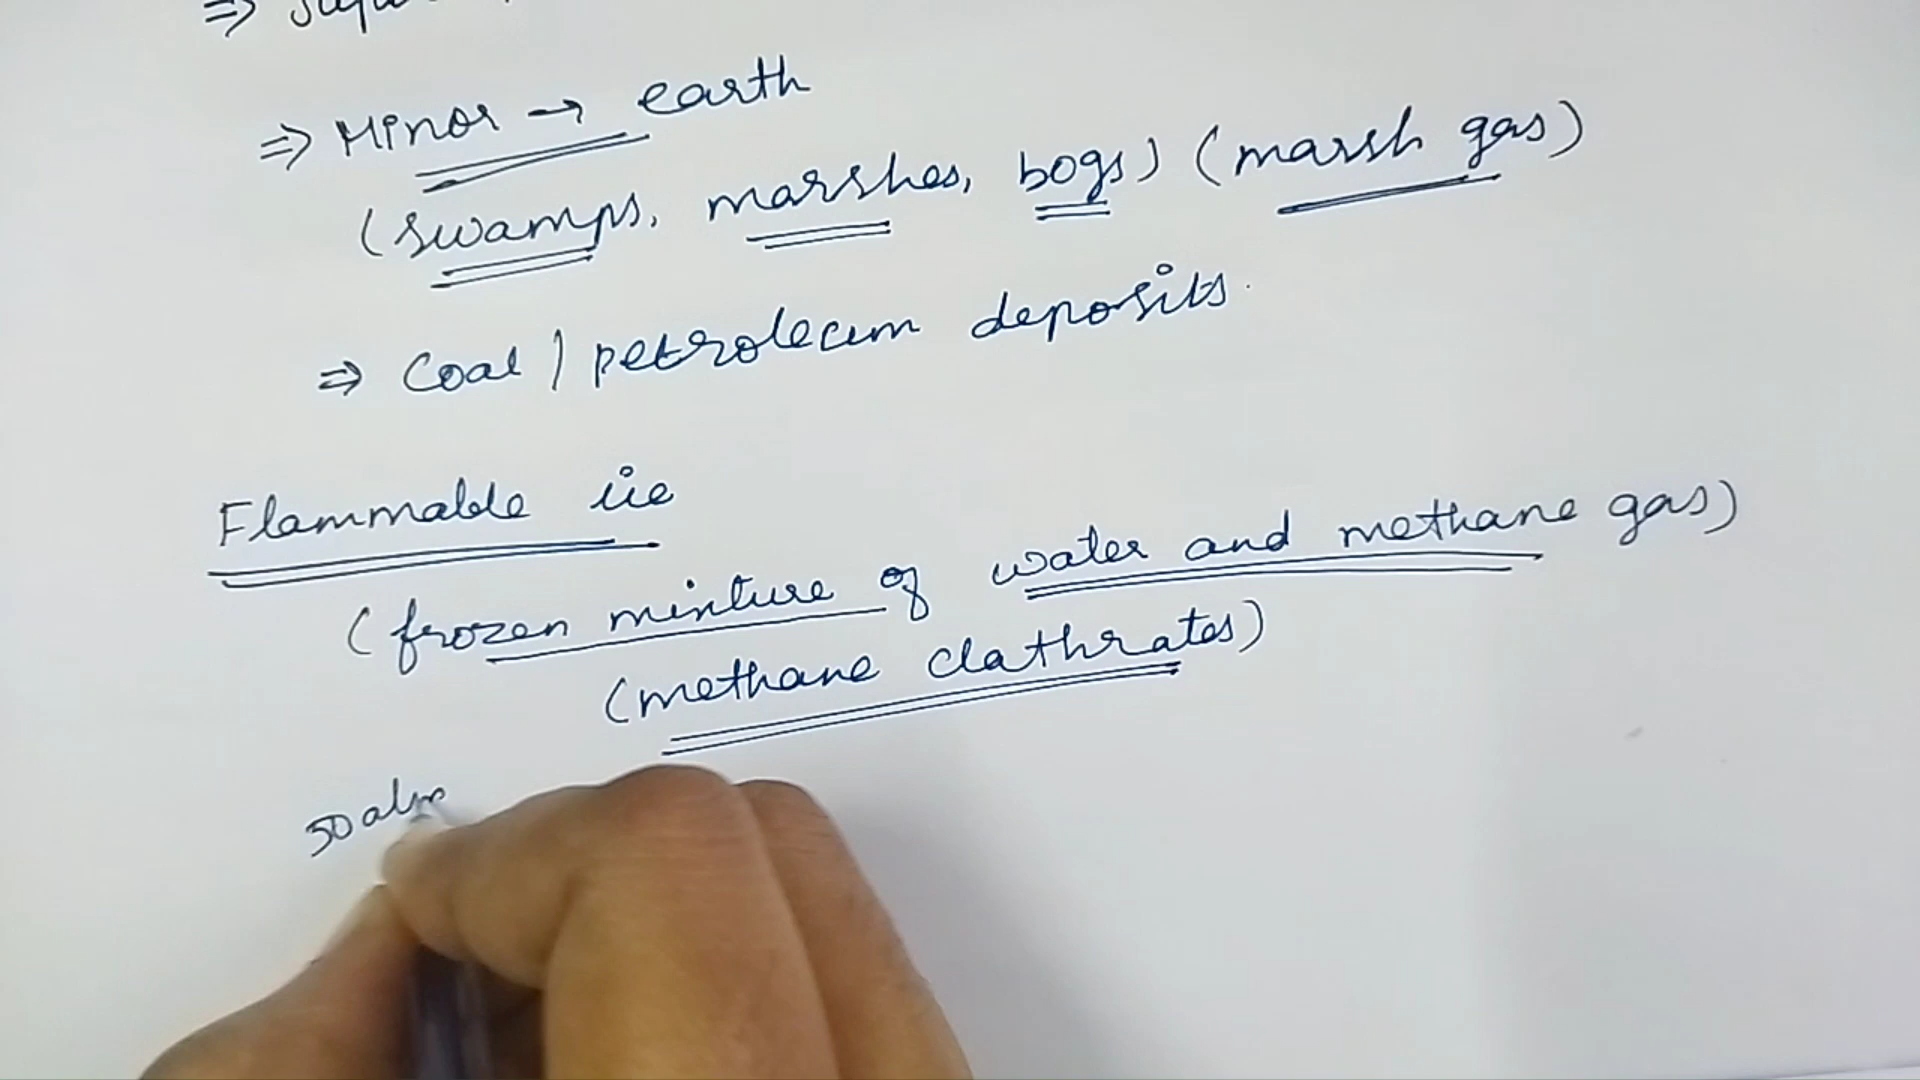 ⇒ Minor → earth
(swamps, marshes, bogs) (marsh gas)
⇒ Coal / petroleum deposits.
Flammable ice
(frozen mixture of water and methane gas)
(methane clathrates)
50 atm